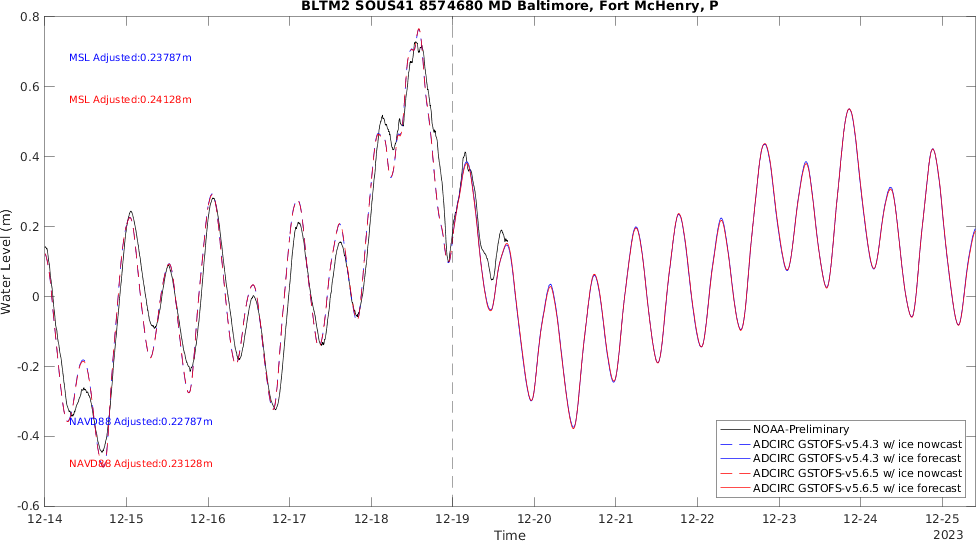 BLTM2 SOUS41 8574680 MD Baltimore, Fort McHenry, P
0.8
0.6
0.4
0.2
0
-0.2
-0.4
-0.6
Water Level (m)
MSL Adjusted:0.23787m
MSL Adjusted:0.24128m
NAVD88 Adjusted:0.22787m
NAVD88 Adjusted:0.23128m
NOAA-Preliminary
ADCIRC GSTOFS-v5.4.3 w/ ice nowcast
ADCIRC GSTOFS-v5.4.3 w/ ice forecast
ADCIRC GSTOFS-v5.6.5 w/ ice nowcast
ADCIRC GSTOFS-v5.6.5 w/ ice forecast
12-14 12-15 12-16 12-17 12-18 12-19 12-20 12-21 12-22 12-23 12-24 12-25
Time
2023